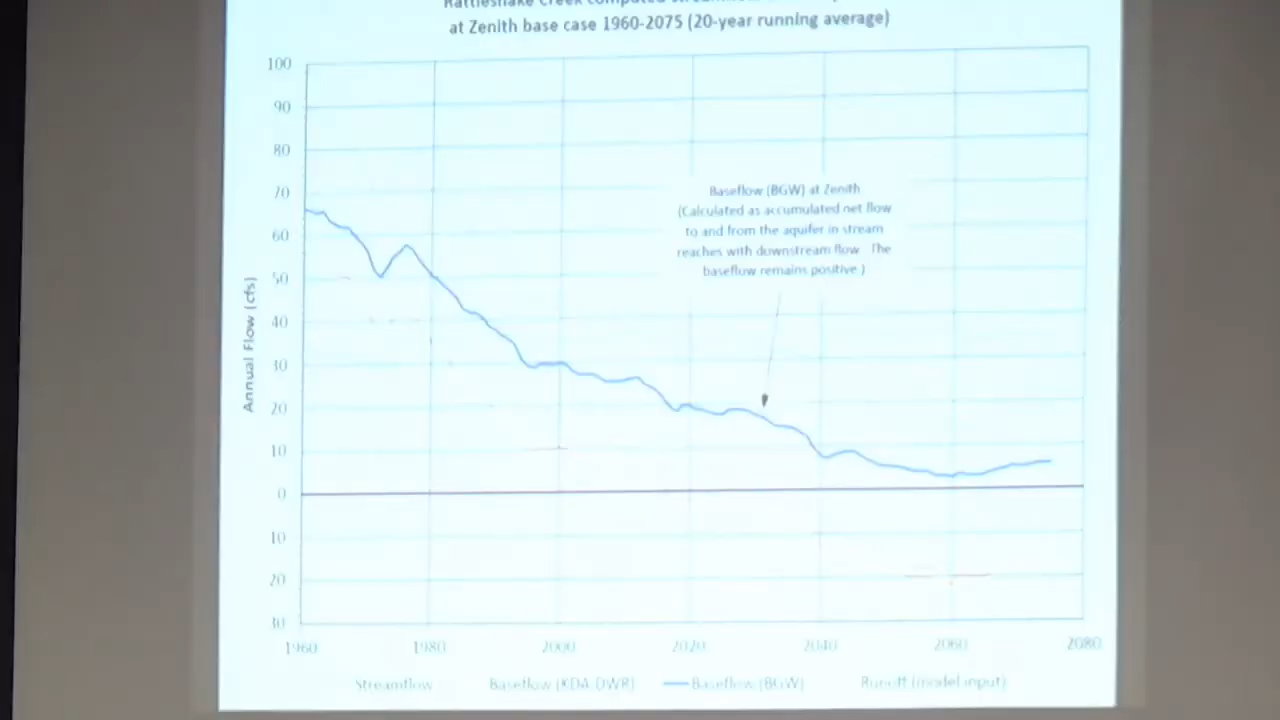 Rattlesnake Creek computed
at Zenith base case 1960-2075 (20-year running average)
100
90
80
70
60
50
40
30
20
10
0
10
20
30
Annual Flow (cfs)
Baseflow (BGW) at Zenith
(Calculated as accumulated net flow
to and from the aquifer in stream
reaches with downstream flow. The
baseflow remains positive.)
1960 1980 2000 2020 2040 2060 2080
Streamflow Baseflow (KDA DWR) Baseflow (BGW) Runoff (model input)